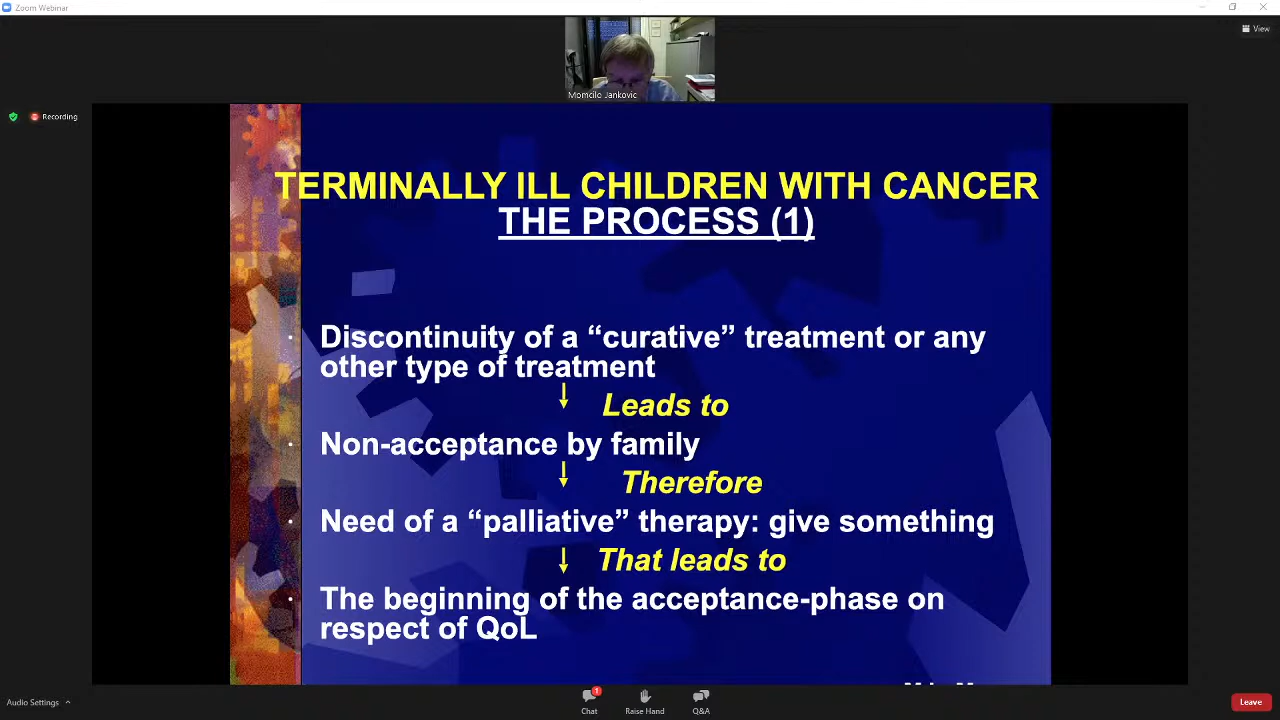 Zoom Webinar
View
Momcilo Jankovic
Recording
TERMINALLY ILL CHILDREN WITH CANCER
THE PROCESS (1)
· Discontinuity of a “curative” treatment or any
other type of treatment
↓ Leads to
· Non-acceptance by family
↓ Therefore
· Need of a “palliative” therapy: give something
↓ That leads to
· The beginning of the acceptance-phase on
respect of QoL
Audio Settings
1
Chat
Raise Hand
Q&A
Leave